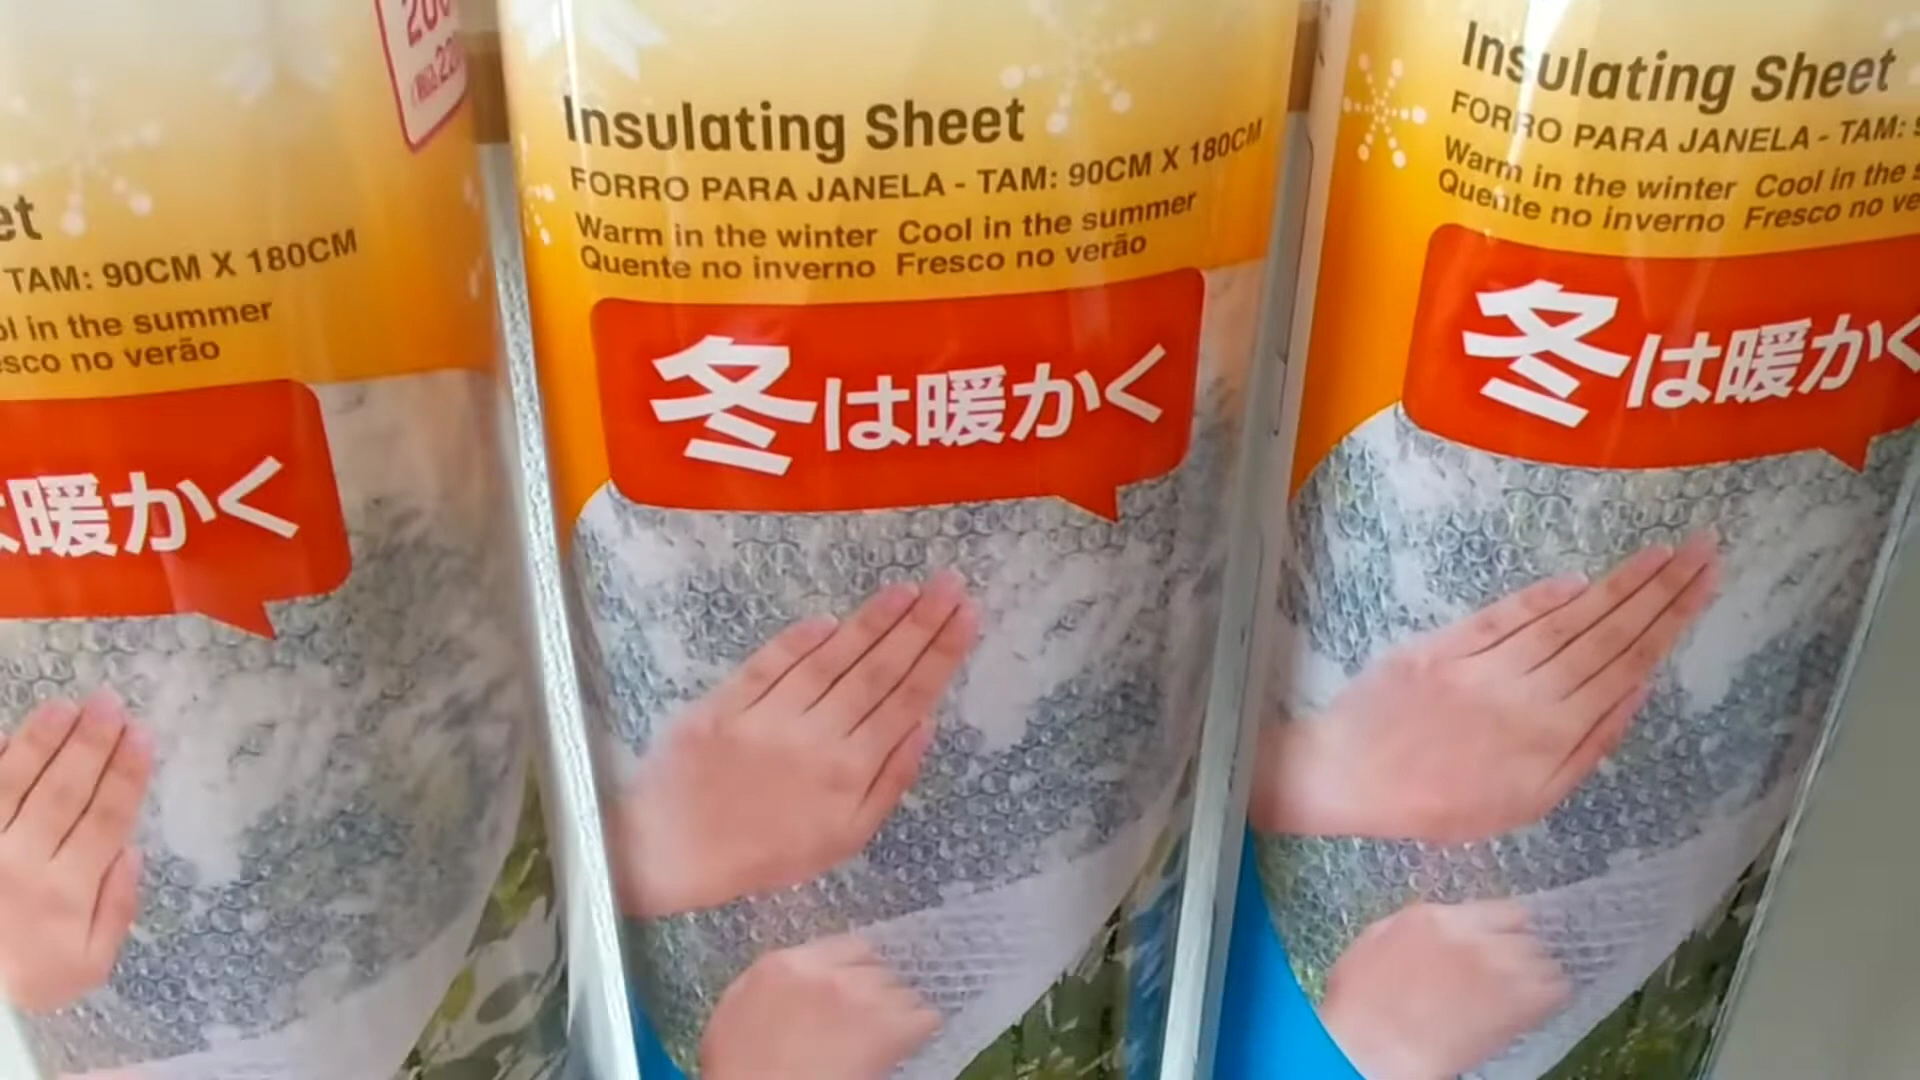 et
TAM: 90CM X 180CM
in the summer
no verão
暖かく
Insulating Sheet
FORRO PARA JANELA - TAM: 90CM X 180CM
Warm in the winter Cool in the summer
Quente no inverno Fresco no verão
冬は暖かく
Insulating Sheet
FORRO PARA JANELA - TAM:
Warm in the winter Cool in the
Quente no inverno Fresco no
冬は暖かく